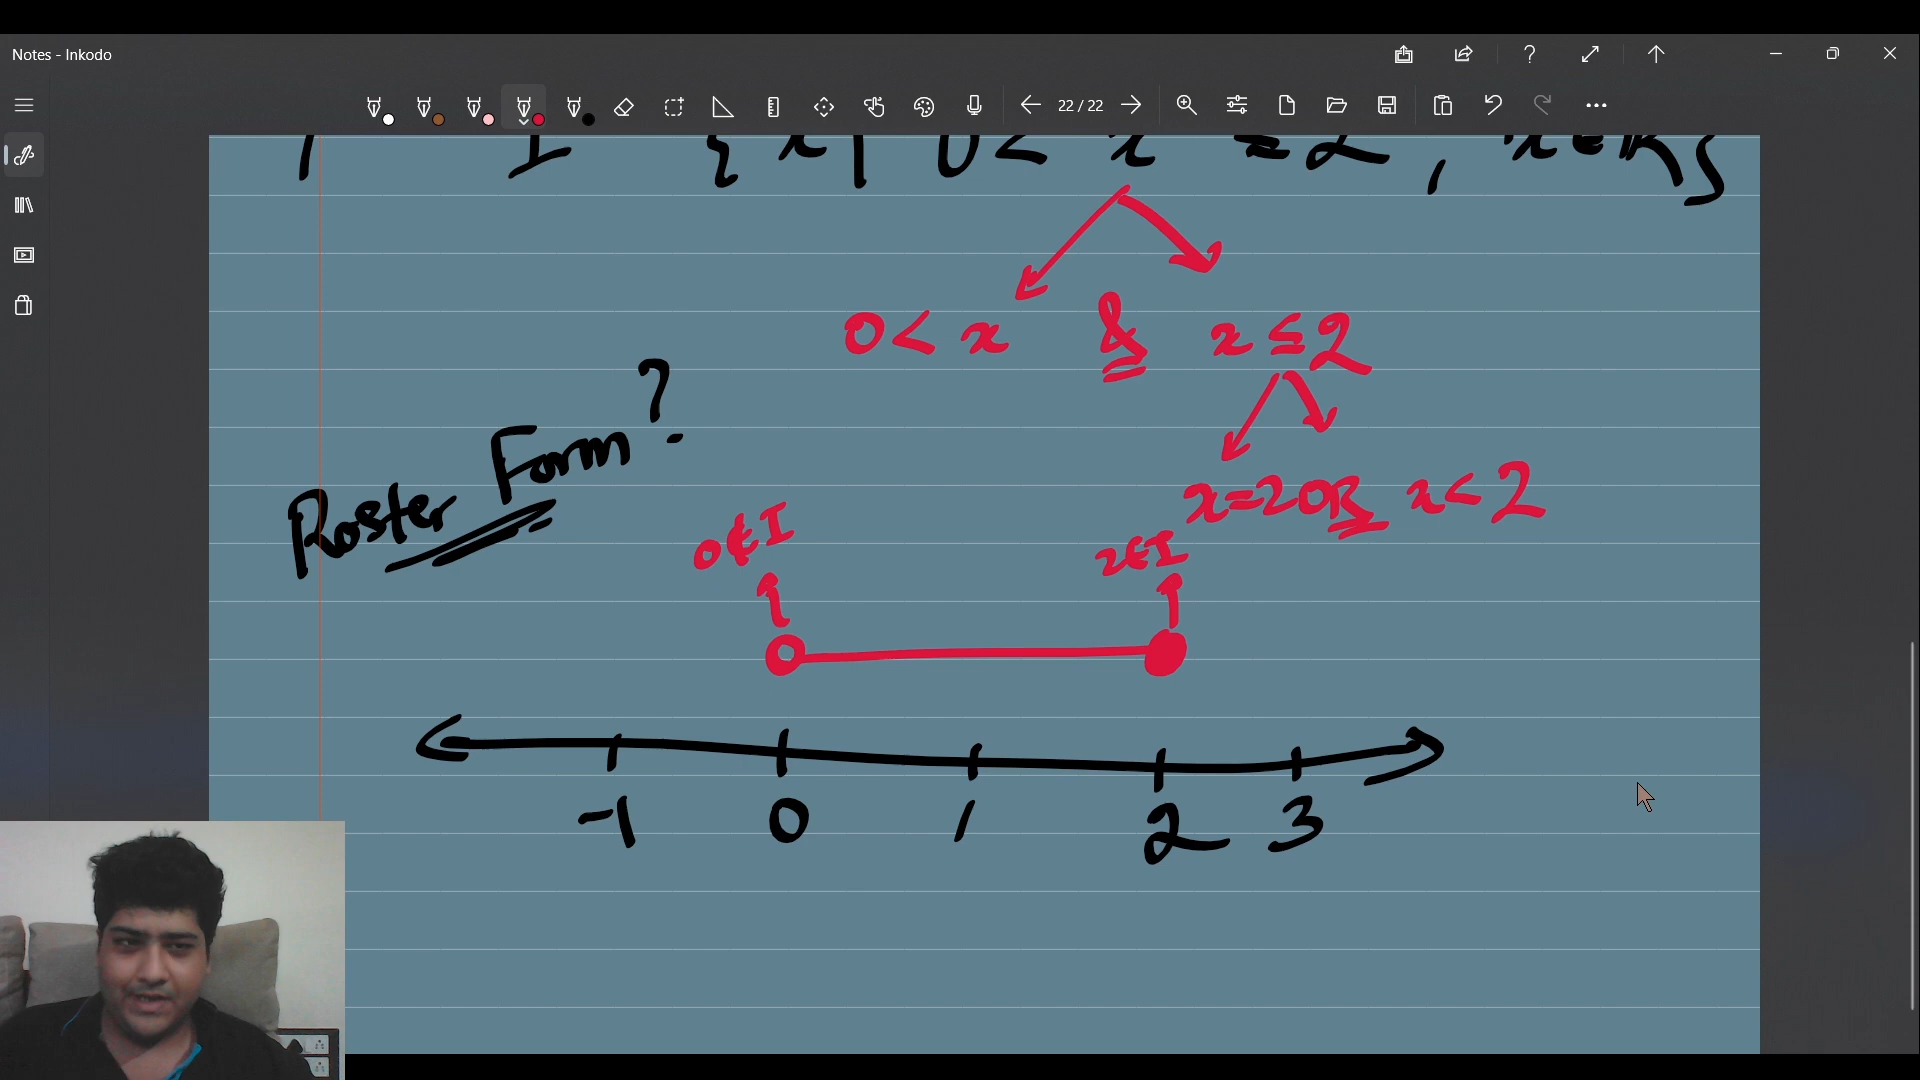 Notes - Inkodo
22 / 22
I {x| 0 < x ≤ 2, x∈R}
0 < x & x ≤ 2
Roster Form?
x=2 OR x < 2
0∉I 2∈I
-1 0 1 2 3